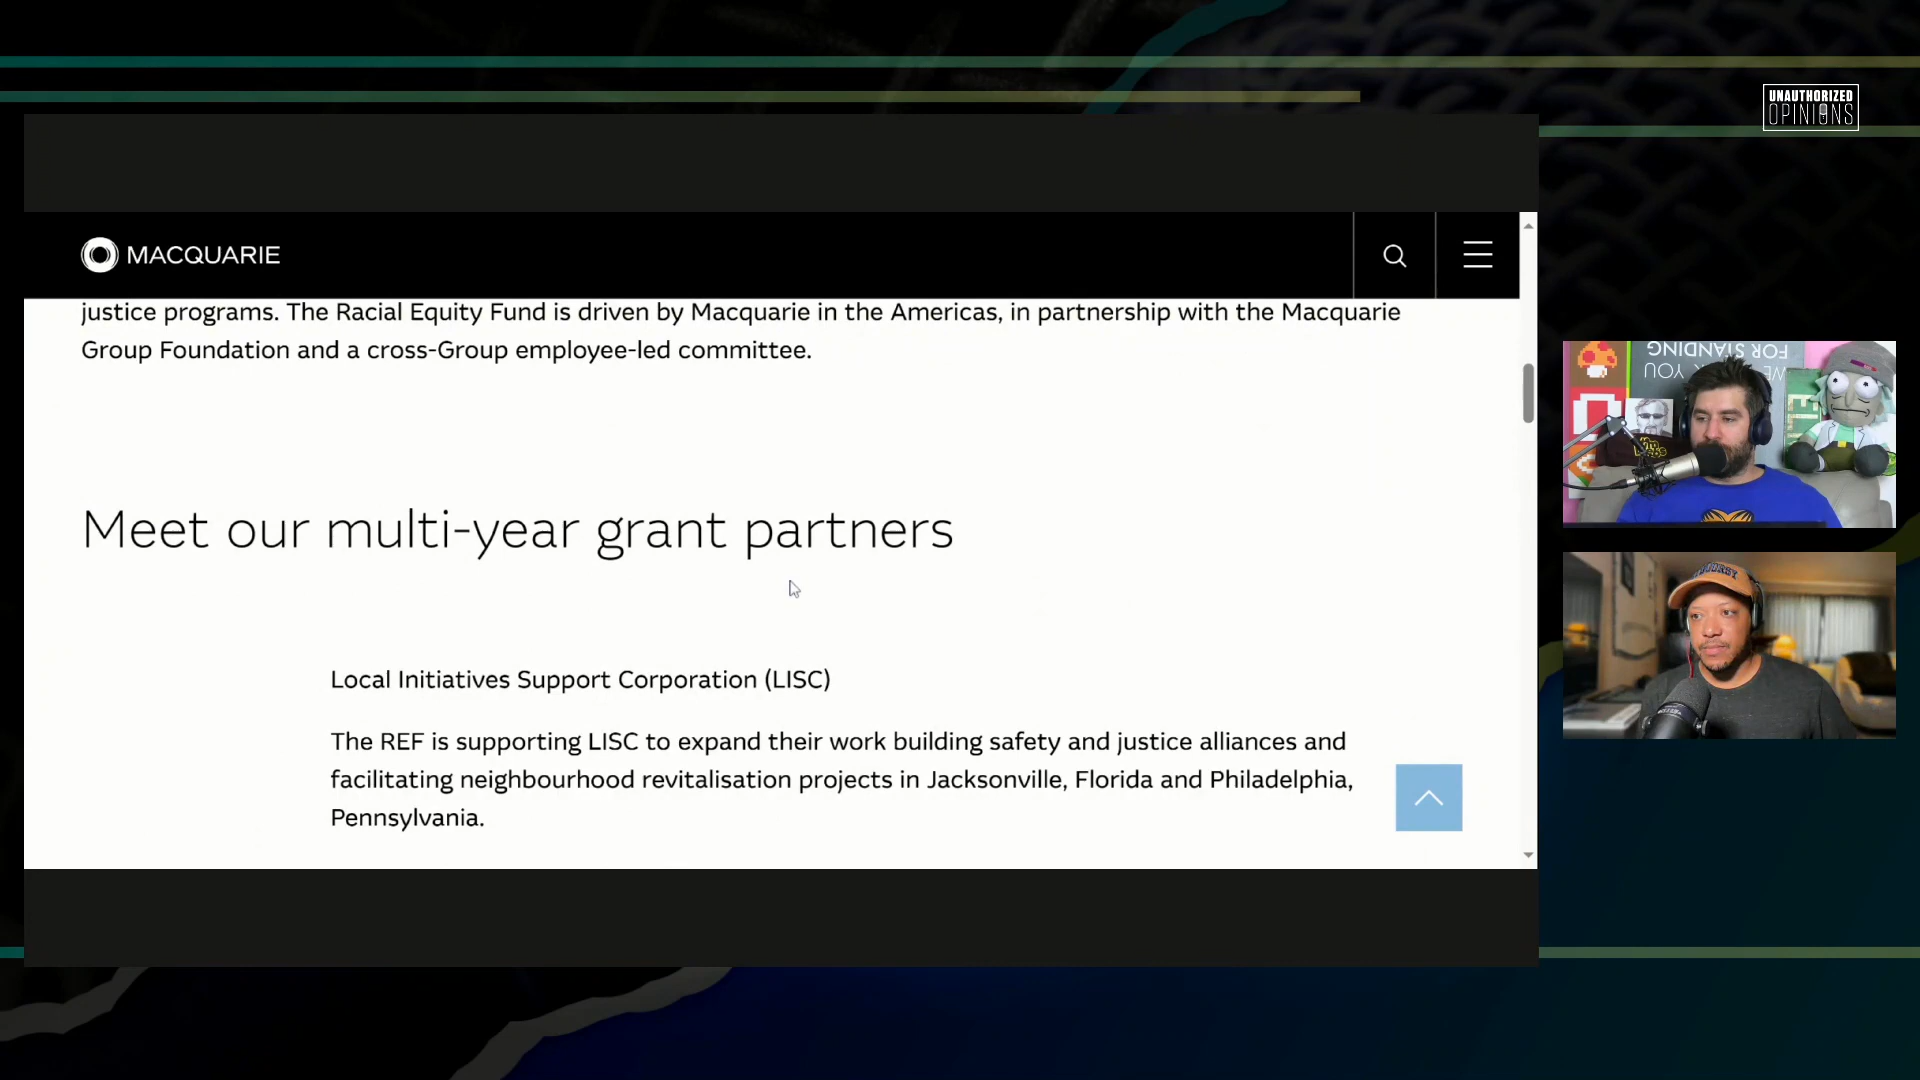 UNAUTHORIZED
OPINIONS
MACQUARIE
justice programs. The Racial Equity Fund is driven by Macquarie in the Americas, in partnership with the Macquarie
Group Foundation and a cross-Group employee-led committee.
Meet our multi-year grant partners
Local Initiatives Support Corporation (LISC)
The REF is supporting LISC to expand their work building safety and justice alliances and
facilitating neighbourhood revitalisation projects in Jacksonville, Florida and Philadelphia,
Pennsylvania.
FOR STANDING
YOU